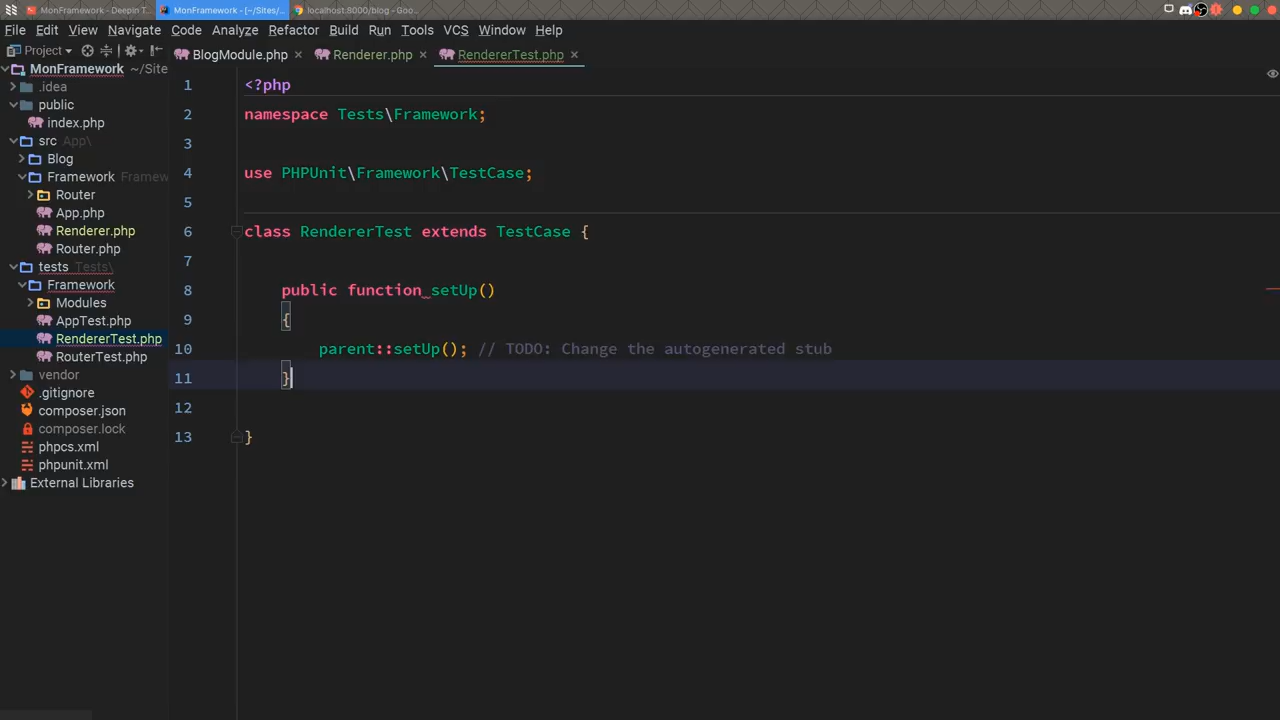 MonFramework - Deepin T...
MonFramework - [~/Sites/...
localhost:8000/blog - Goo...
File Edit View Navigate Code Analyze Refactor Build Run Tools VCS Window Help
Project
BlogModule.php
Renderer.php
RendererTest.php
MonFramework ~/Site
.idea
public
index.php
src App\
Blog
Framework Framew
Router
App.php
Renderer.php
Router.php
tests Tests\
Framework
Modules
AppTest.php
RendererTest.php
RouterTest.php
vendor
.gitignore
composer.json
composer.lock
phpcs.xml
phpunit.xml
External Libraries
1 <?php
2 namespace Tests\Framework;
3
4 use PHPUnit\Framework\TestCase;
5
6 class RendererTest extends TestCase {
7
8 public function setUp()
9 {
10 parent::setUp(); // TODO: Change the autogenerated stub
11 }
12
13 }